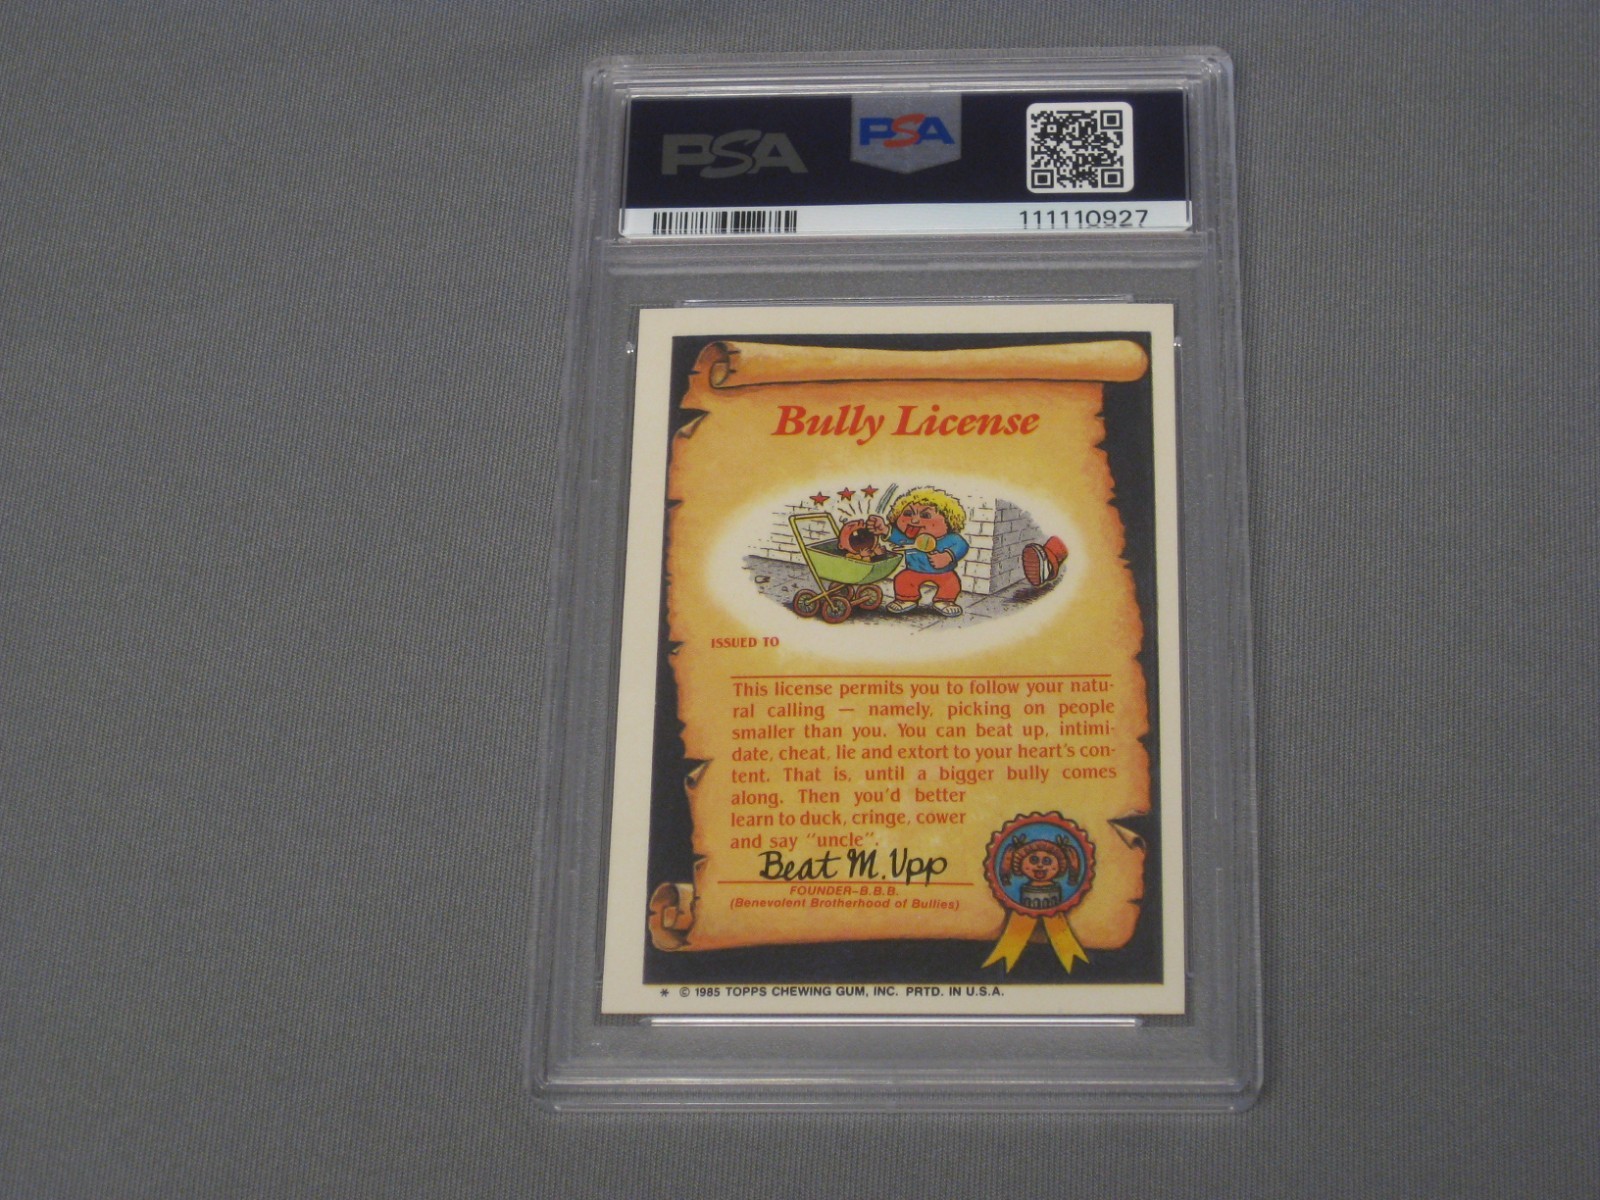 PSA
PSA
111110927
Bully License
ISSUED TO
This license permits you to follow your natu-
ral calling — namely, picking on people
smaller than you. You can beat up, intimi-
date, cheat, lie and extort to your heart's con-
tent. That is, until a bigger bully comes
along. Then you'd better
learn to duck, cringe, cower
and say "uncle".
Beat M. Upp
FOUNDER–B.B.B.
(Benevolent Brotherhood of Bullies)
* © 1985 TOPPS CHEWING GUM, INC. PRTD. IN U.S.A.